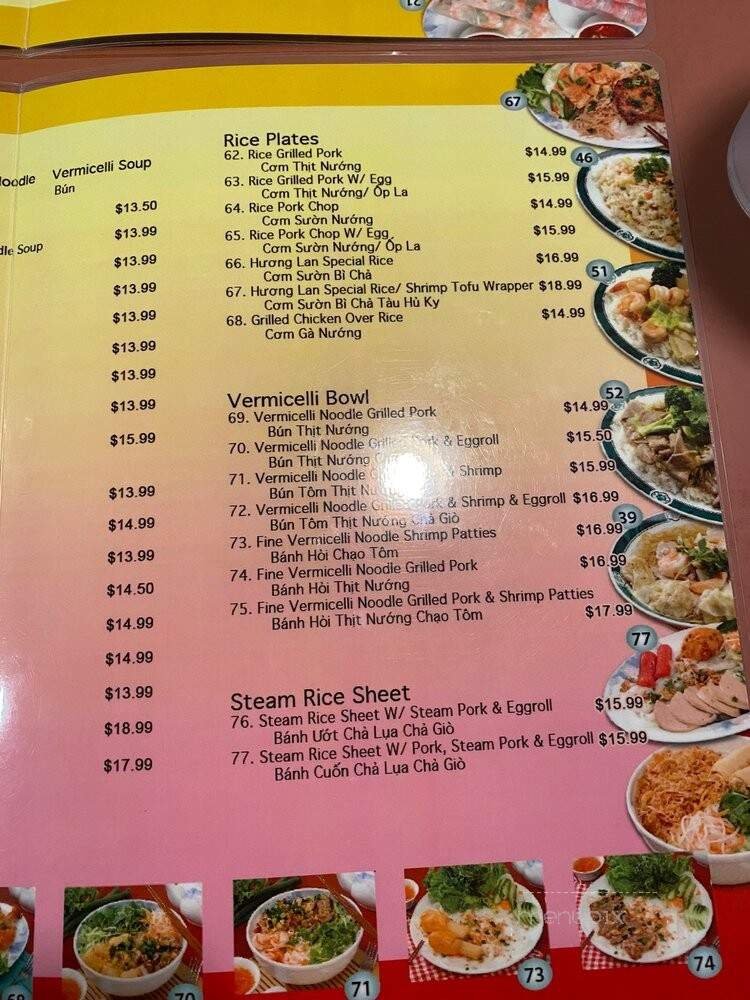 21
oodle
dle Soup
Vermicelli Soup
Bún
$13.50
$13.99
$13.99
$13.99
$13.99
$13.99
$13.99
$13.99
$15.99
$13.99
$14.99
$13.99
$14.50
$14.99
$14.99
$13.99
$18.99
$17.99
Rice Plates
62. Rice Grilled Pork $14.99
Cơm Thịt Nướng
63. Rice Grilled Pork W/ Egg $15.99
Cơm Thịt Nướng/ Ốp La
64. Rice Pork Chop $14.99
Cơm Sườn Nướng
65. Rice Pork Chop W/ Egg $15.99
Cơm Sườn Nướng/ Ốp La
66. Hương Lan Special Rice $16.99
Cơm Sườn Bì Chả
67. Hương Lan Special Rice/ Shrimp Tofu Wrapper $18.99
Cơm Sườn Bì Chả Tàu Hủ Ky
68. Grilled Chicken Over Rice $14.99
Cơm Gà Nướng
Vermicelli Bowl
69. Vermicelli Noodle Grilled Pork $14.99
Bún Thịt Nướng
70. Vermicelli Noodle Grilled Pork & Eggroll $15.50
Bún Thịt Nướng
71. Vermicelli Noodle & Shrimp $15.99
Bún Tôm Thịt
72. Vermicelli Noodle Grilled Pork & Shrimp & Eggroll $16.99
Bún Tôm Thịt Nướng Chả Giò
73. Fine Vermicelli Noodle Shrimp Patties $16.99
Bánh Hỏi Chạo Tôm
74. Fine Vermicelli Noodle Grilled Pork $16.99
Bánh Hỏi Thịt Nướng
75. Fine Vermicelli Noodle Grilled Pork & Shrimp Patties
$17.99
Bánh Hỏi Thịt Nướng Chạo Tôm
Steam Rice Sheet
76. Steam Rice Sheet W/ Steam Pork & Eggroll $15.99
Bánh Ướt Chả Lụa Chả Giò
77. Steam Rice Sheet W/ Pork, Steam Pork & Eggroll $15.99
Bánh Cuốn Chả Lụa Chả Giò
67
46
51
52
39
77
70
71
73
74